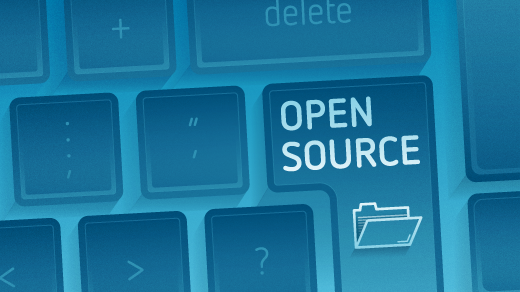 +
delete
:
;
"
'
OPEN
SOURCE
<
>
?